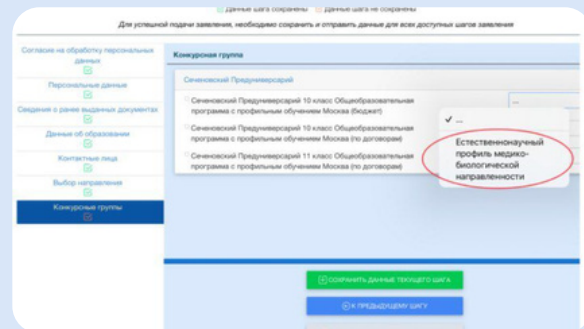 Данные шага сохранены Данные шага не сохранены
Для успешной подачи заявления, необходимо сохранить и отправить данные для всех доступных шагов заявления
Согласие на обработку персональных
данных
Персональные данные
Сведения о ранее выданных документах
Данные об образовании
Контактные лица
Выбор направления
Конкурсные группы
Конкурсная группа
Сеченовский Предуниверсарий
Сеченовский Предуниверсарий 10 класс Общеобразовательная
программа с профильным обучением Москва (бюджет)
...
Сеченовский Предуниверсарий 10 класс Общеобразовательная
программа с профильным обучением Москва (по договорам)
Сеченовский Предуниверсарий 11 класс Общеобразовательная
программа с профильным обучением Москва (по договорам)
✓ ...
Естественнонаучный
профиль медико-
биологической
направленности
СОХРАНИТЬ ДАННЫЕ ТЕКУЩЕГО ШАГА
К ПРЕДЫДУЩЕМУ ШАГУ